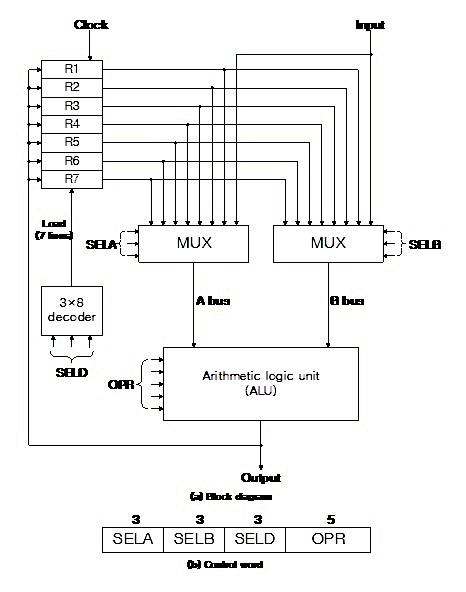 Clock
Input
R1
R2
R3
R4
R5
R6
R7
Load
(7 lines)
SELA
MUX
MUX
SELB
3×8
decoder
A bus
B bus
SELD
OPR
Arithmetic logic unit
(ALU)
Output
(a) Block diagram
3 3 3 5
SELA SELB SELD OPR
(b) Control word